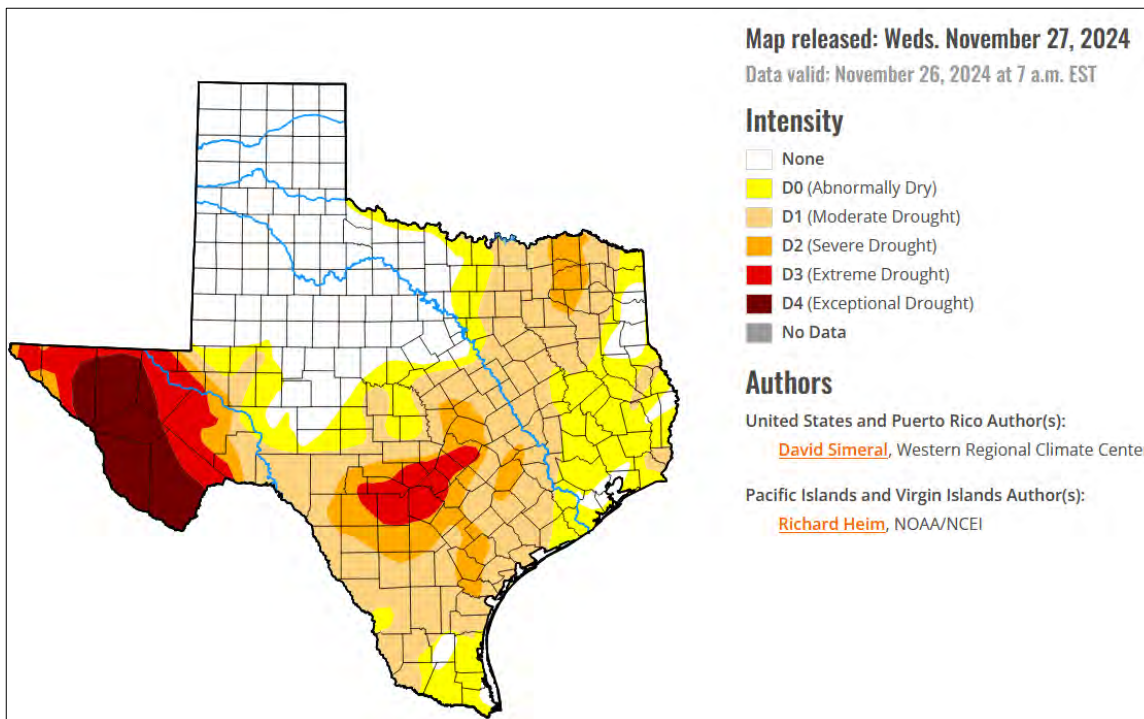 Map released: Weds. November 27, 2024
Data valid: November 26, 2024 at 7 a.m. EST
Intensity
None
D0 (Abnormally Dry)
D1 (Moderate Drought)
D2 (Severe Drought)
D3 (Extreme Drought)
D4 (Exceptional Drought)
No Data
Authors
United States and Puerto Rico Author(s):
David Simeral, Western Regional Climate Center
Pacific Islands and Virgin Islands Author(s):
Richard Heim, NOAA/NCEI